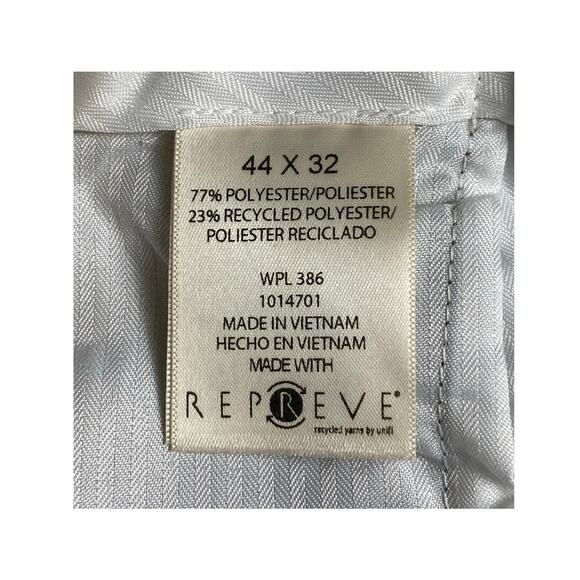 44 X 32
77% POLYESTER/POLIESTER
23% RECYCLED POLYESTER/
POLIESTER RECICLADO
WPL 386
1014701
MADE IN VIETNAM
HECHO EN VIETNAM
MADE WITH
REPREVE®
recycled yarns by unifi